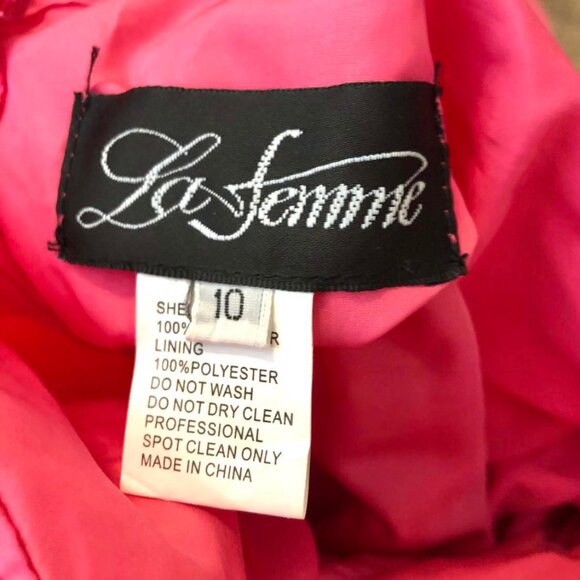 La Femme
10
100%
LINING
100%POLYESTER
DO NOT WASH
DO NOT DRY CLEAN
PROFESSIONAL
SPOT CLEAN ONLY
MADE IN CHINA